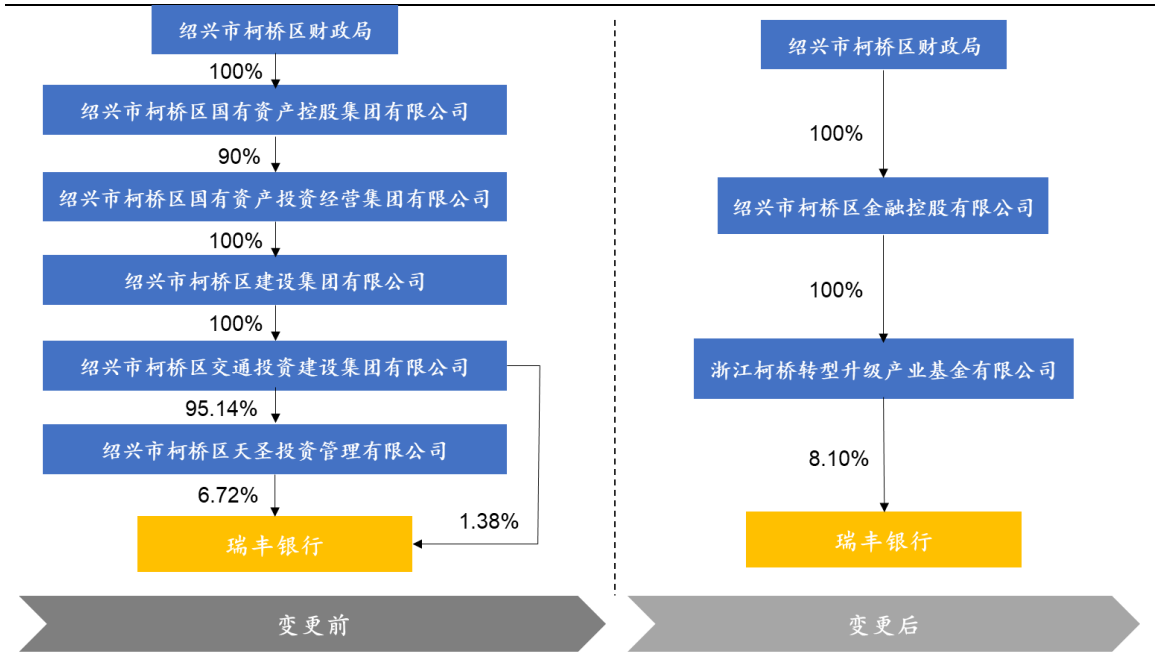 绍兴市柯桥区财政局
100%
绍兴市柯桥区国有资产控股集团有限公司
90%
绍兴市柯桥区国有资产投资经营集团有限公司
100%
绍兴市柯桥区建设集团有限公司
100%
绍兴市柯桥区交通投资建设集团有限公司
95.14%
绍兴市柯桥区天圣投资管理有限公司
6.72%
1.38%
瑞丰银行
变更前
绍兴市柯桥区财政局
100%
绍兴市柯桥区金融控股有限公司
100%
浙江柯桥转型升级产业基金有限公司
8.10%
瑞丰银行
变更后